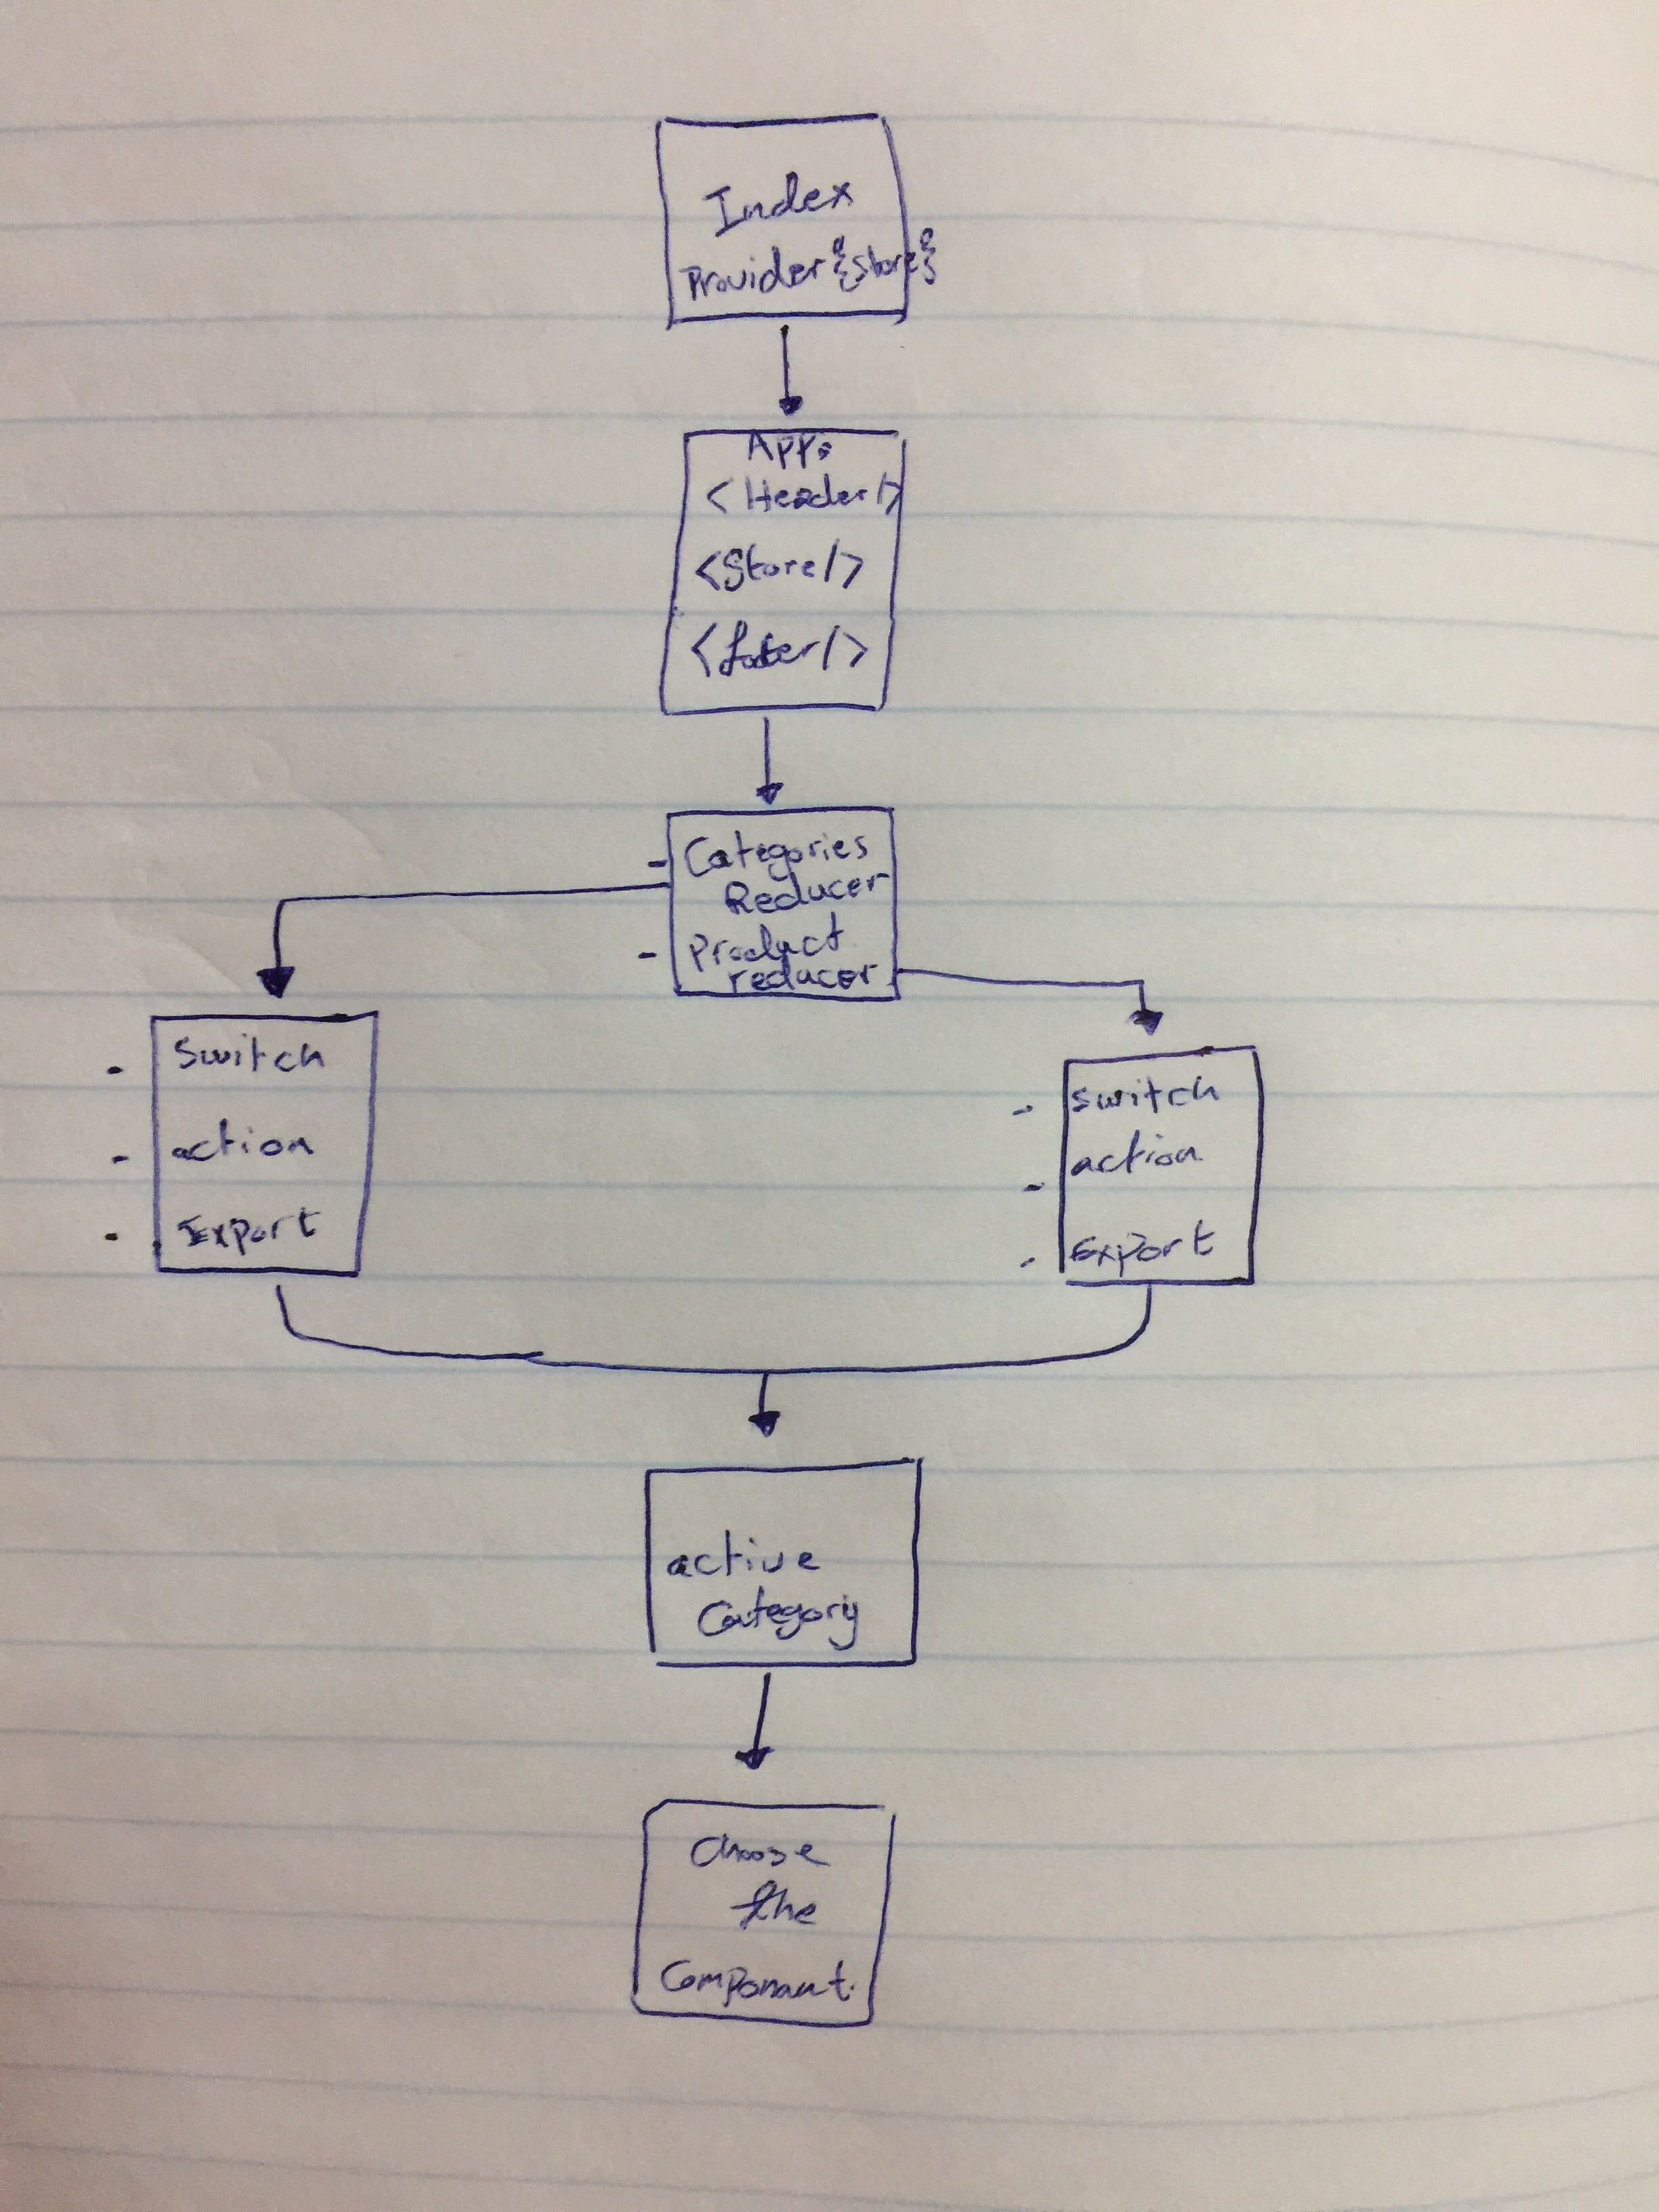 Index
Provider {store}
App:
<Header/>
<Store/>
<footer/>
- Categories
Reducer
- Product
reducer
- Switch
- action
- Export
- switch
- action
- Export
active
Category
Choose
the
Componant.